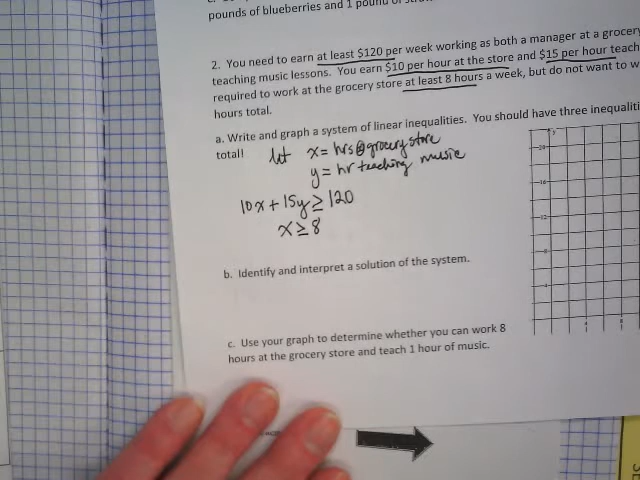 pounds of blueberries and 1 pound of
2. You need to earn at least $120 per week working as both a manager at a grocery
teaching music lessons. You earn $10 per hour at the store and $15 per hour teach
required to work at the grocery store at least 8 hours a week, but do not want to w
hours total.
a. Write and graph a system of linear inequalities. You should have three inequaliti
total!
let x = hrs @ grocery store
y = hr teaching music
10x + 15y ≥ 120
x ≥ 8
b. Identify and interpret a solution of the system.
c. Use your graph to determine whether you can work 8
hours at the grocery store and teach 1 hour of music.